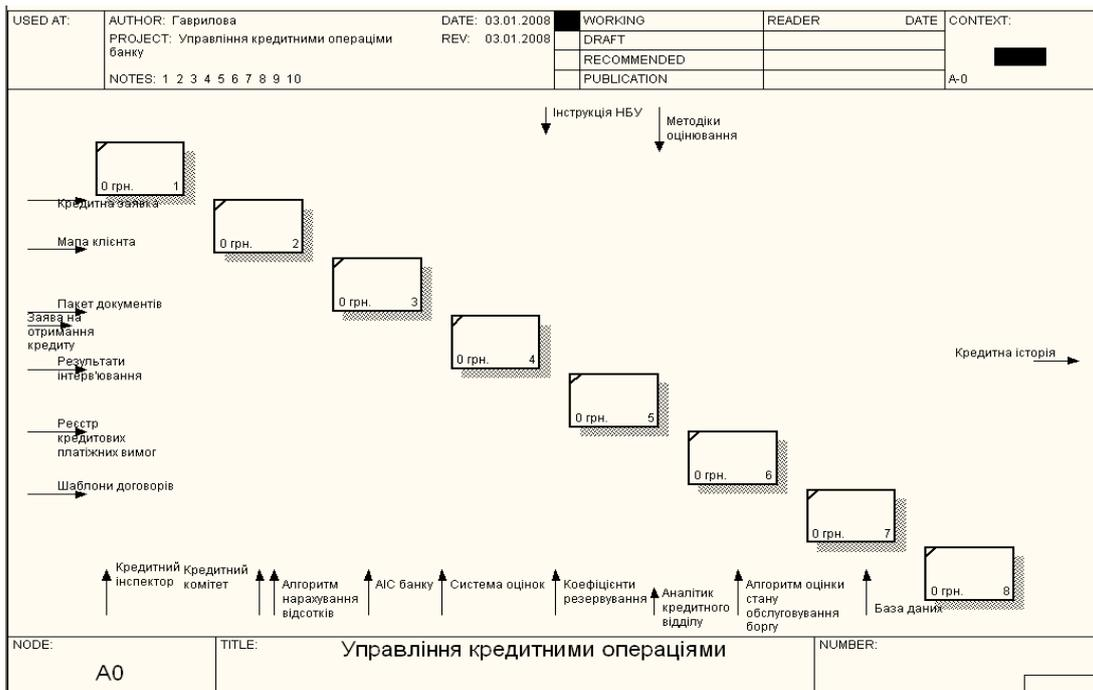 USED AT:
AUTHOR: Гаврилова
DATE: 03.01.2008
PROJECT: Управління кредитними операціми
банку
REV: 03.01.2008
NOTES: 1 2 3 4 5 6 7 8 9 10
WORKING
DRAFT
RECOMMENDED
PUBLICATION
READER
DATE
CONTEXT:
A-0
Інструкція НБУ
Методіки
оцінювання
0 грн. 1
Кредитна заявка
0 грн. 2
Мапа клієнта
0 грн. 3
Пакет документів
Заява на
отримання
кредиту
0 грн. 4
Результати
інтерв'ювання
Кредитна історія
0 грн. 5
Реєстр
кредитових
платіжних вимог
0 грн. 6
Шаблони договорів
0 грн. 7
0 грн. 8
Кредитний
інспектор
Кредитний
комітет
Алгоритм
нарахування
відсотків
АІС банку
Система оцінок
Коефіцієнти
резервування
Аналітик
кредитного
відділу
Алгоритм оцінки
стану
обслуговування
боргу
База даних
NODE:
A0
TITLE:
Управління кредитними операціями
NUMBER: